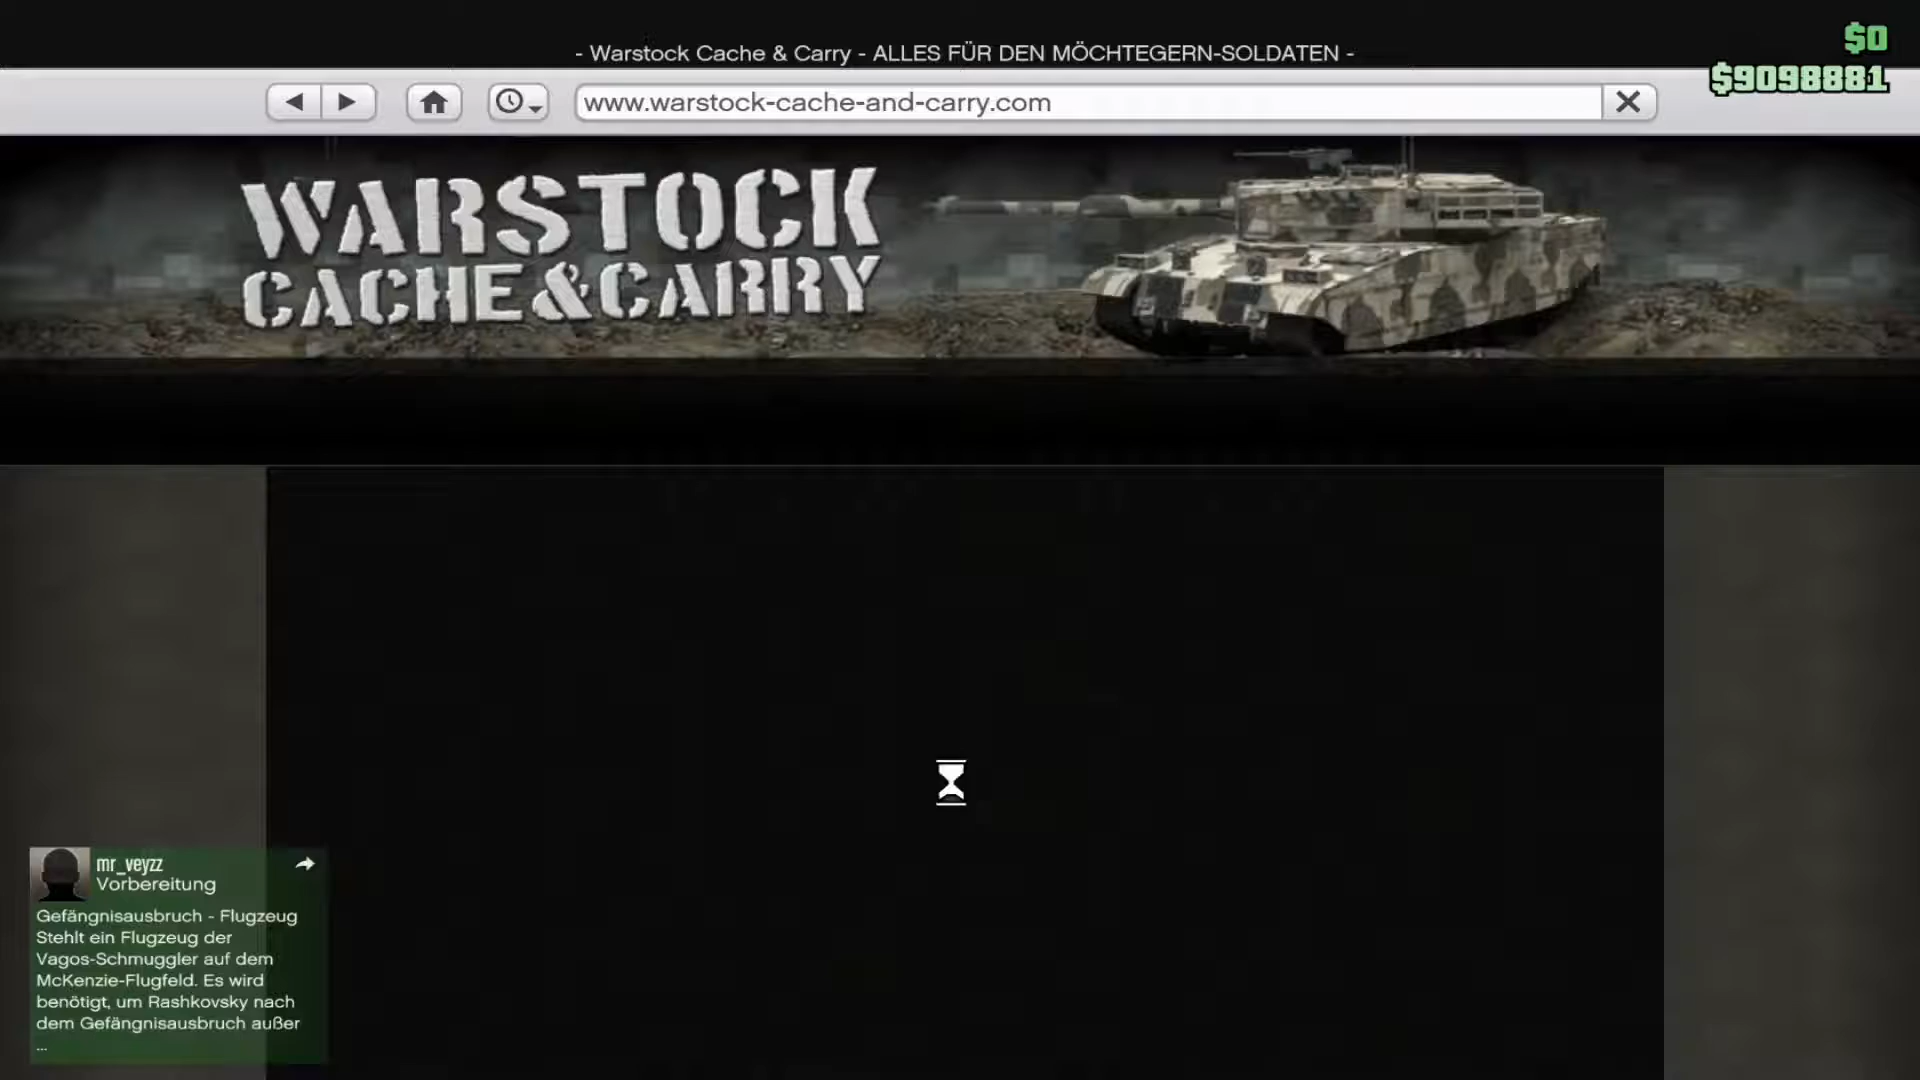 - Warstock Cache & Carry - ALLES FÜR DEN MÖCHTEGERN-SOLDATEN -
$0
$9098881
www.warstock-cache-and-carry.com
WARSTOCK
CACHE&CARRY
mr_veyzz
Vorbereitung
Gefängnisausbruch - Flugzeug
Stehlt ein Flugzeug der
Vagos-Schmuggler auf dem
McKenzie-Flugfeld. Es wird
benötigt, um Rashkovsky nach
dem Gefängnisausbruch außer
...